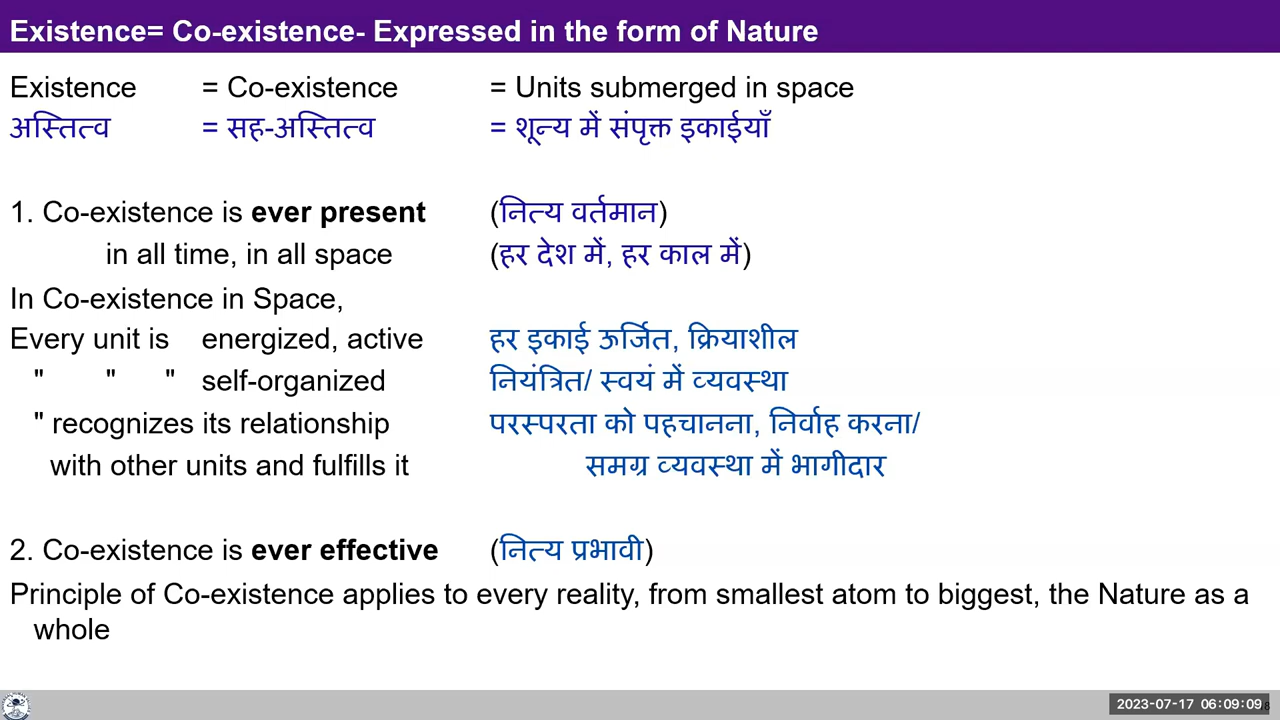 Existence= Co-existence- Expressed in the form of Nature
Existence = Co-existence = Units submerged in space
अस्तित्व = सह-अस्तित्व = शून्य में संपृक्त इकाईयाँ
1. Co-existence is ever present (नित्य वर्तमान)
in all time, in all space (हर देश में, हर काल में)
In Co-existence in Space,
Every unit is energized, active हर इकाई ऊर्जित, क्रियाशील
" " " self-organized नियंत्रित/ स्वयं में व्यवस्था
" recognizes its relationship परस्परता को पहचानना, निर्वाह करना/
with other units and fulfills it समग्र व्यवस्था में भागीदार
2. Co-existence is ever effective (नित्य प्रभावी)
Principle of Co-existence applies to every reality, from smallest atom to biggest, the Nature as a
whole
2023-07-17 06:09:09